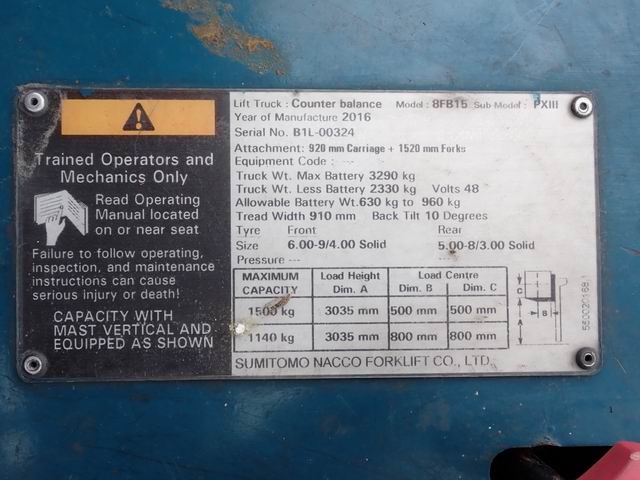 Trained Operators and
Mechanics Only
Read Operating
Manual located
on or near seat
Failure to follow operating,
inspection, and maintenance
instructions can cause
serious injury or death!
CAPACITY WITH
MAST VERTICAL AND
EQUIPPED AS SHOWN
Lift Truck : Counter balance Model : 8FB15 Sub-Model : PXIII
Year of Manufacture 2016
Serial No. B1L-00324
Attachment: 920 mm Carriage + 1520 mm Forks
Equipment Code : ---
Truck Wt. Max Battery 3290 kg
Truck Wt. Less Battery 2330 kg Volts 48
Allowable Battery Wt. 630 kg to 960 kg
Tread Width 910 mm Back Tilt 10 Degrees
Tyre Front Rear
Size 6.00-9/4.00 Solid 5.00-8/3.00 Solid
Pressure ---
MAXIMUM CAPACITY Load Height Dim. A Load Centre Dim. B Dim. C
1500 kg 3035 mm 500 mm 500 mm
1140 kg 3035 mm 800 mm 800 mm
C
A
B
550020168.1
SUMITOMO NACCO FORKLIFT CO., LTD.